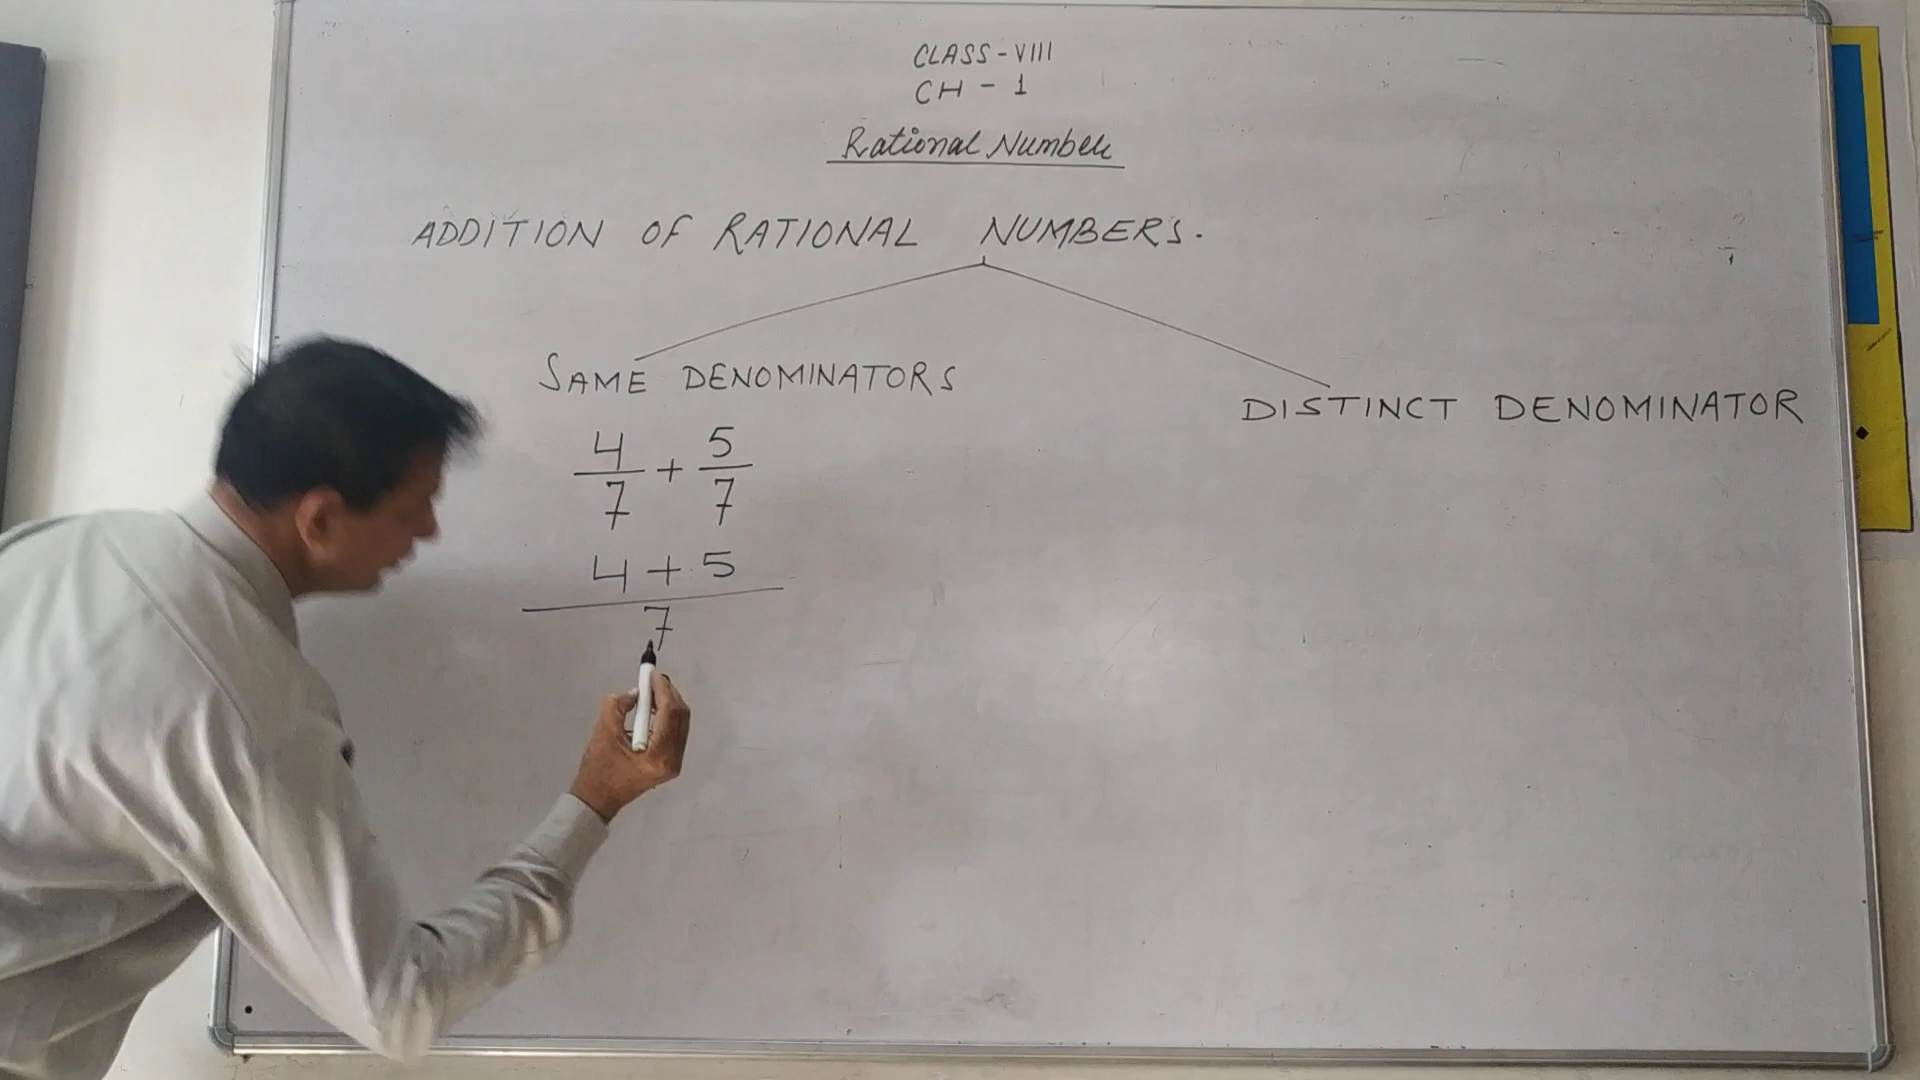 CLASS-VIII
CH - 1
Rational Number
ADDITION OF RATIONAL NUMBERS.
SAME DENOMINATORS
DISTINCT DENOMINATOR
4/7 + 5/7
4+5
7